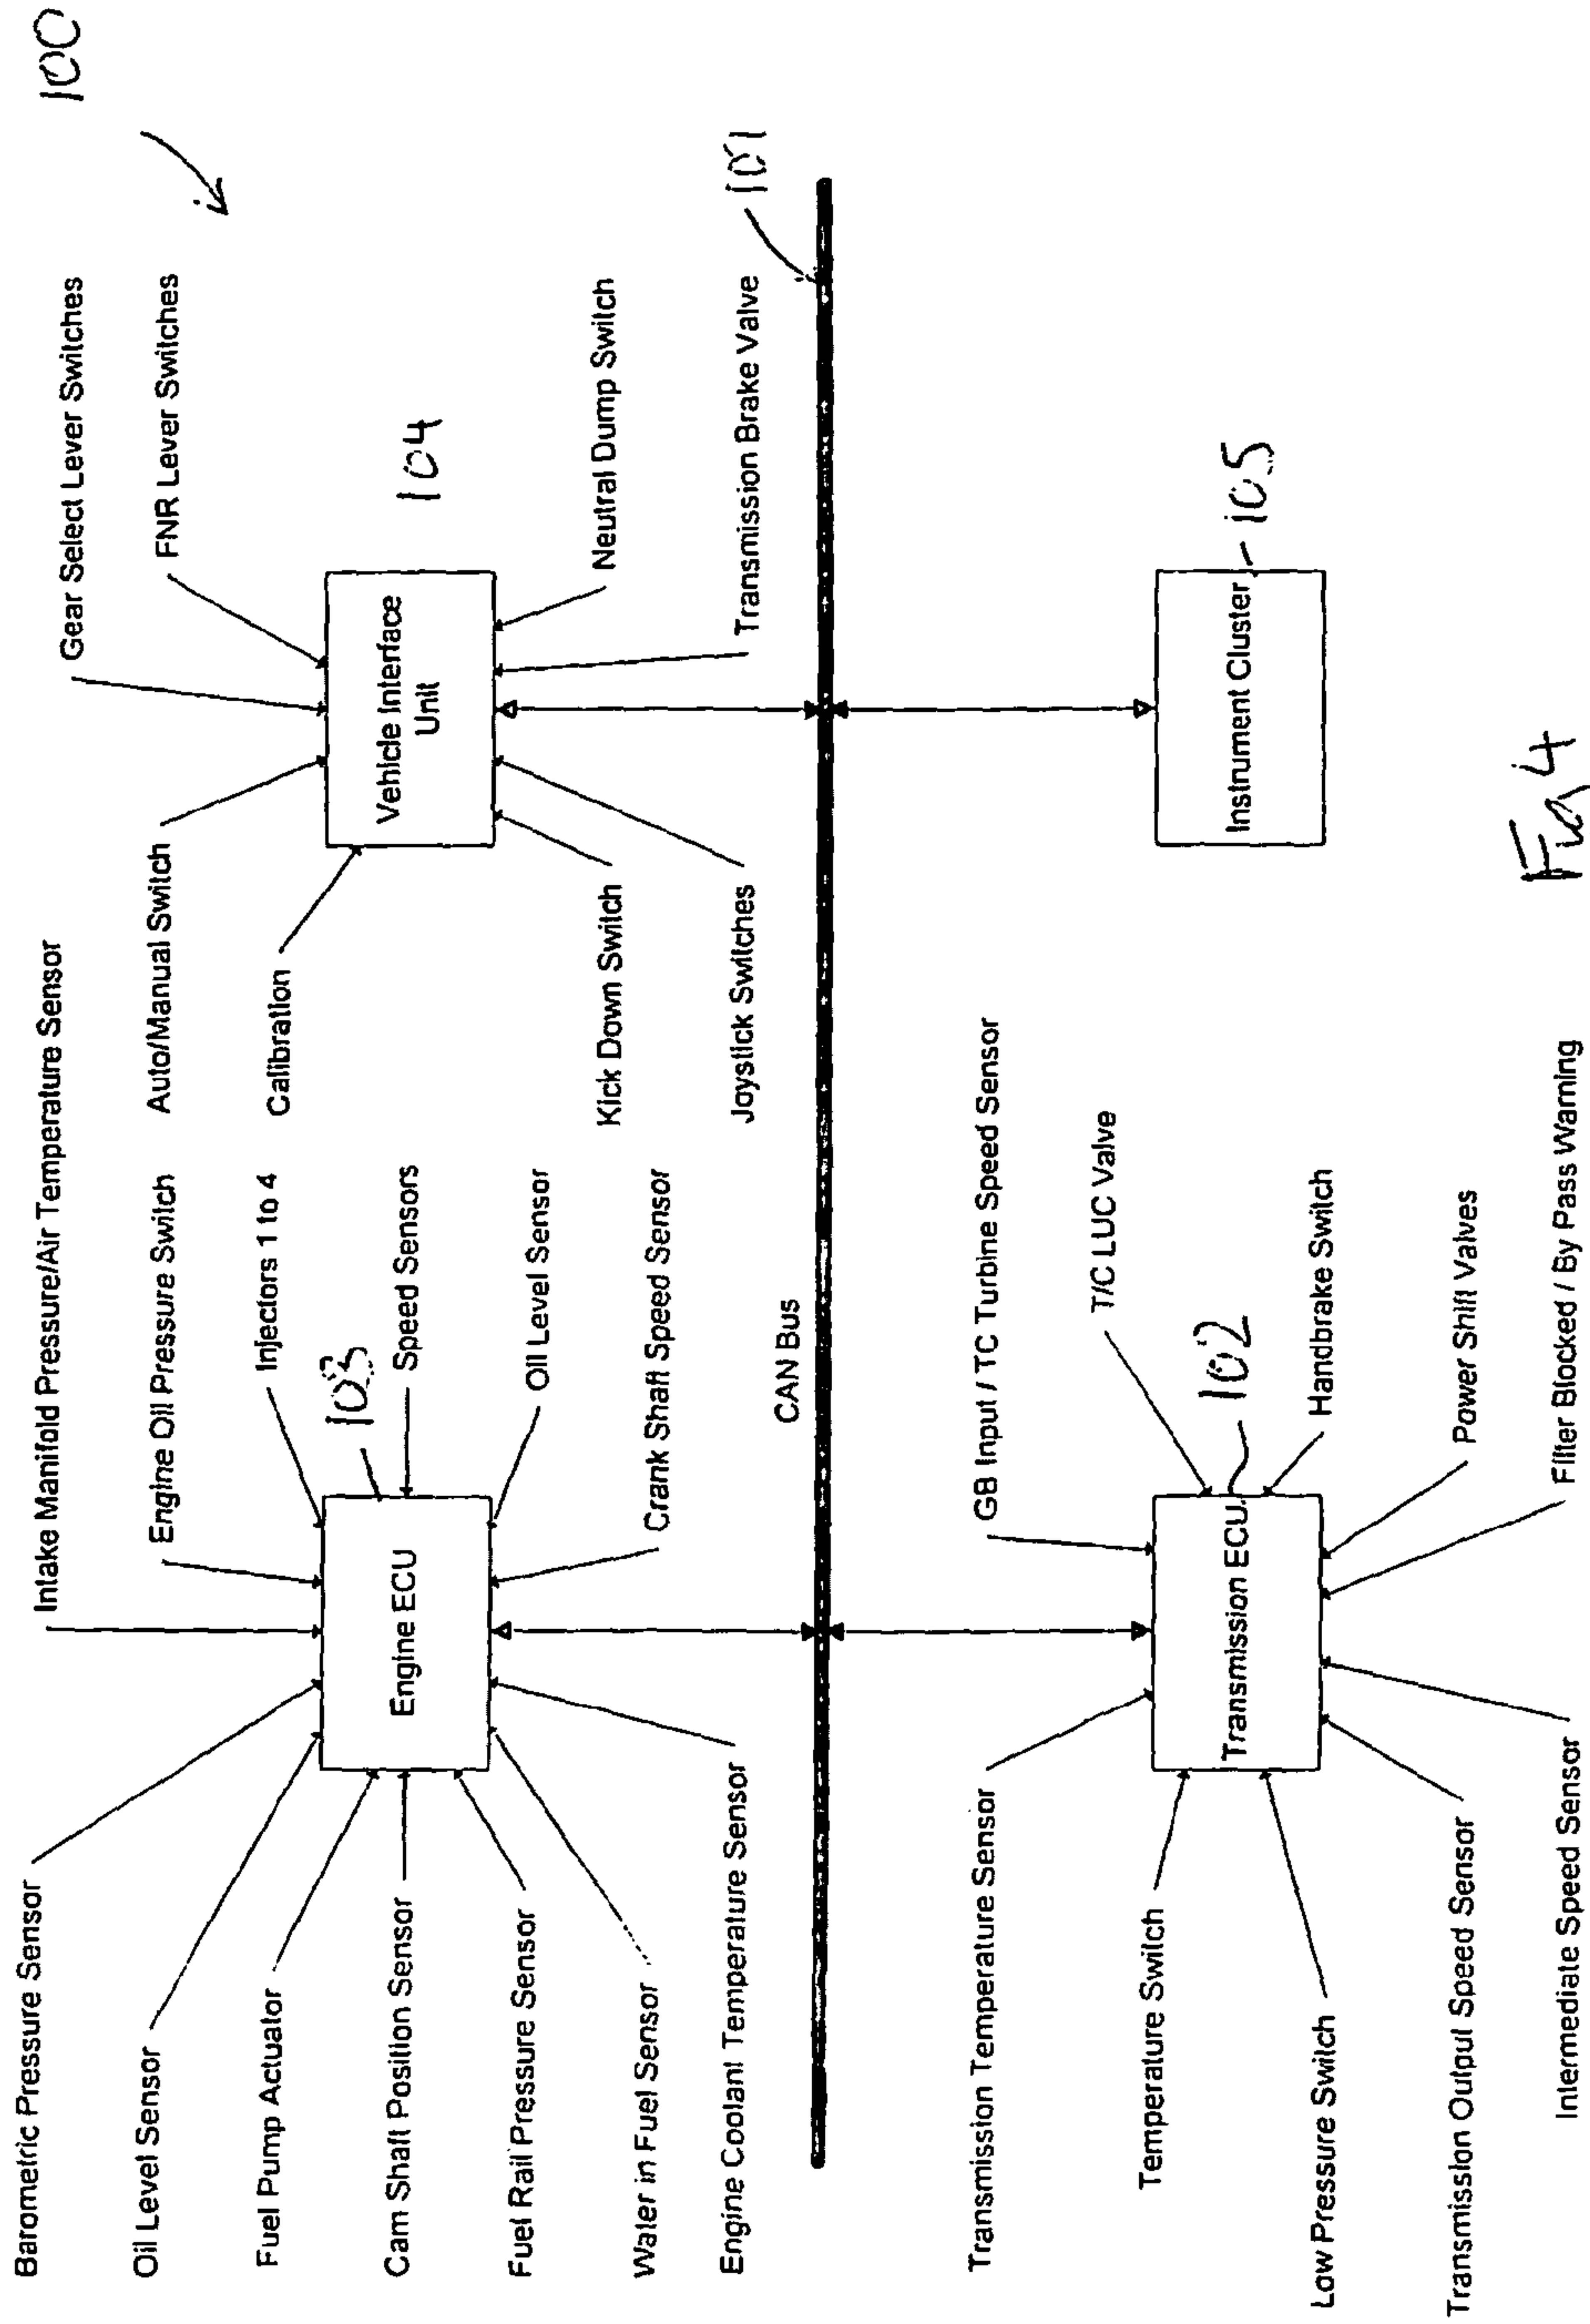 100
Intake Manifold Pressure/Air Temperature Sensor
Barometric Pressure Sensor
Gear Select Lever Switches
Oil Level Sensor
Engine Oil Pressure Switch
Auto/Manual Switch
FNR Lever Switches
Fuel Pump Actuator
Injectors 1 to 4
Calibration
103
Cam Shaft Position Sensor
Engine ECU
Speed Sensors
Vehicle Interface
Unit
104
Fuel Rail Pressure Sensor
Oil Level Sensor
Kick Down Switch
Neutral Dump Switch
Water in Fuel Sensor
Crank Shaft Speed Sensor
Engine Coolant Temperature Sensor
Joystick Switches
Transmission Brake Valve
101
CAN Bus
Transmission Temperature Sensor
GB Input / TC Turbine Speed Sensor
T/C LUC Valve
Temperature Switch
Transmission ECU
102
Instrument Cluster
105
Low Pressure Switch
Handbrake Switch
Transmission Output Speed Sensor
Power Shift Valves
Intermediate Speed Sensor
Filter Blocked / By Pass Warning
Fig 4